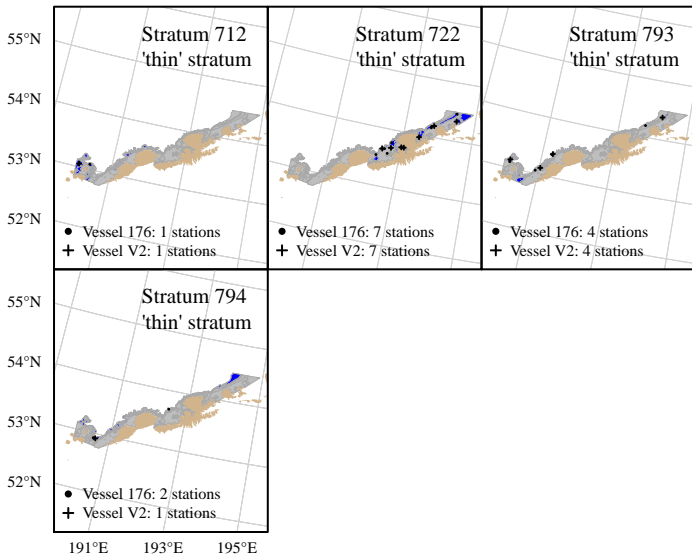 Stratum 712
'thin' stratum
Vessel 176: 1 stations
Vessel V2: 1 stations
Stratum 722
'thin' stratum
Vessel 176: 7 stations
Vessel V2: 7 stations
Stratum 793
'thin' stratum
Vessel 176: 4 stations
Vessel V2: 4 stations
55°N
54°N
53°N
52°N
Stratum 794
'thin' stratum
Vessel 176: 2 stations
Vessel V2: 1 stations
55°N
54°N
53°N
52°N
191°E 193°E 195°E